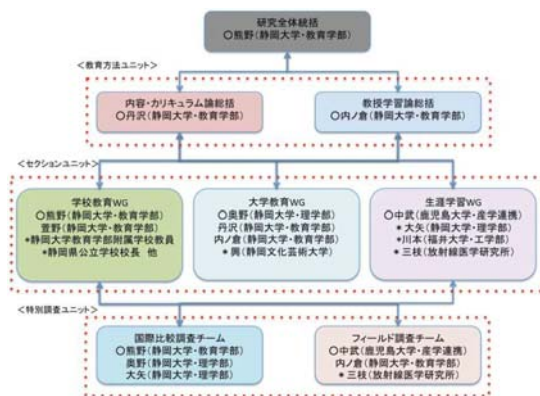 研究全体統括
〇熊野(静岡大学・教育学部)
<教育方法ユニット>
内容・カリキュラム論総括
〇丹沢(静岡大学・教育学部)
教授学習論総括
〇内ノ倉(静岡大学・教育学部)
<セクションユニット>
学校教育WG
〇熊野(静岡大学・教育学部)
萱野(静岡大学・教育学部)
*静岡大学教育学部附属学校教員
*静岡県公立学校校長 他
大学教育WG
〇奥野(静岡大学・理学部)
丹沢(静岡大学・教育学部)
内ノ倉(静岡大学・教育学部)
*興(静岡文化芸術大学)
生涯学習WG
〇中武(鹿児島大学・産学連携)
*大矢(静岡大学・理学部)
*川本(福井大学・工学部)
*三枝(放射線医学研究所)
<特別調査ユニット>
国際比較調査チーム
〇熊野(静岡大学・教育学部)
奥野(静岡大学・理学部)
大矢(静岡大学・理学部)
フィールド調査チーム
〇中武(鹿児島大学・産学連携)
内ノ倉(静岡大学・教育学部)
*三枝(放射線医学研究所)